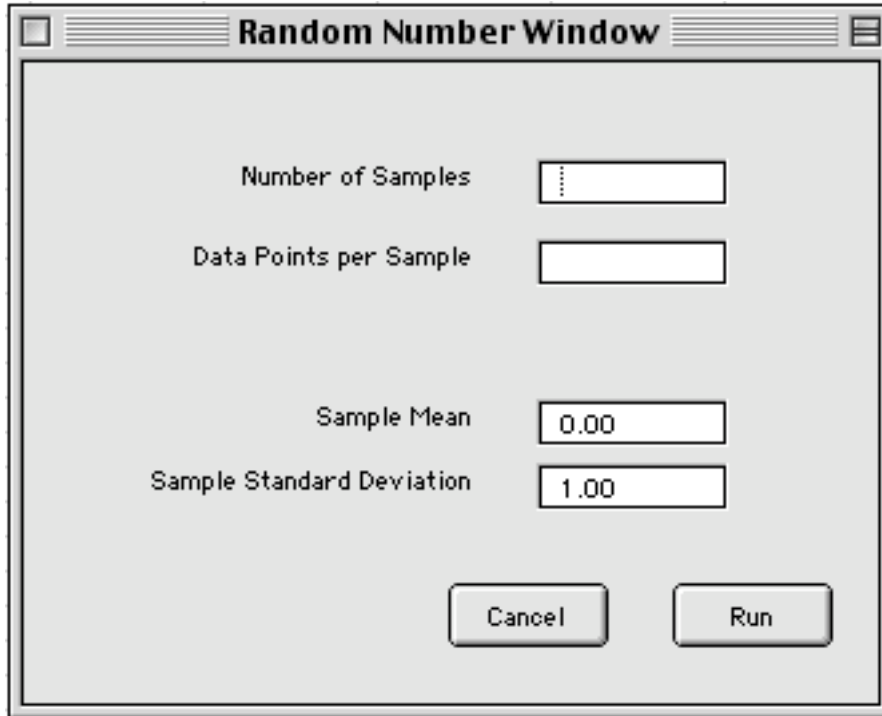 Random Number Window
Number of Samples
Data Points per Sample
Sample Mean 0.00
Sample Standard Deviation 1.00
Cancel Run